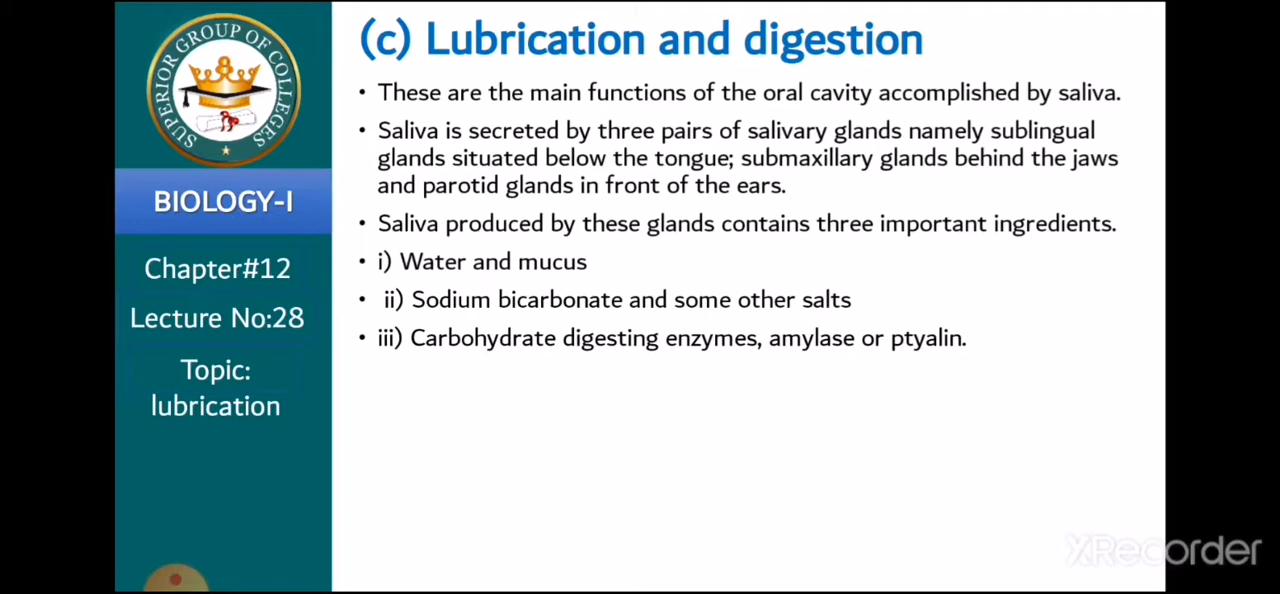 SUPERIOR GROUP OF COLLEGES
BIOLOGY-I
Chapter#12
Lecture No:28
Topic:
lubrication
(c) Lubrication and digestion
• These are the main functions of the oral cavity accomplished by saliva.
• Saliva is secreted by three pairs of salivary glands namely sublingual
glands situated below the tongue; submaxillary glands behind the jaws
and parotid glands in front of the ears.
• Saliva produced by these glands contains three important ingredients.
• i) Water and mucus
• ii) Sodium bicarbonate and some other salts
• iii) Carbohydrate digesting enzymes, amylase or ptyalin.
XRecorder